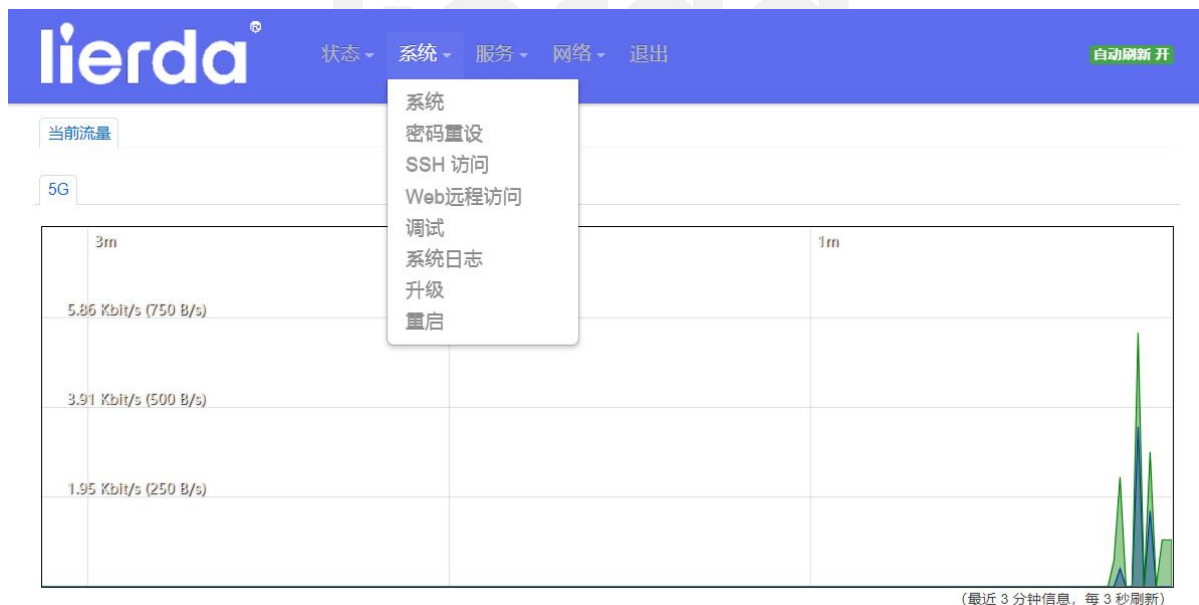 lierda®
状态 系统 服务 网络 退出
自动刷新 开
系统
密码重设
SSH 访问
Web远程访问
调试
系统日志
升级
重启
当前流量
5G
3m
1m
5.86 Kbit/s (750 B/s)
3.91 Kbit/s (500 B/s)
1.95 Kbit/s (250 B/s)
(最近 3 分钟信息，每 3 秒刷新)